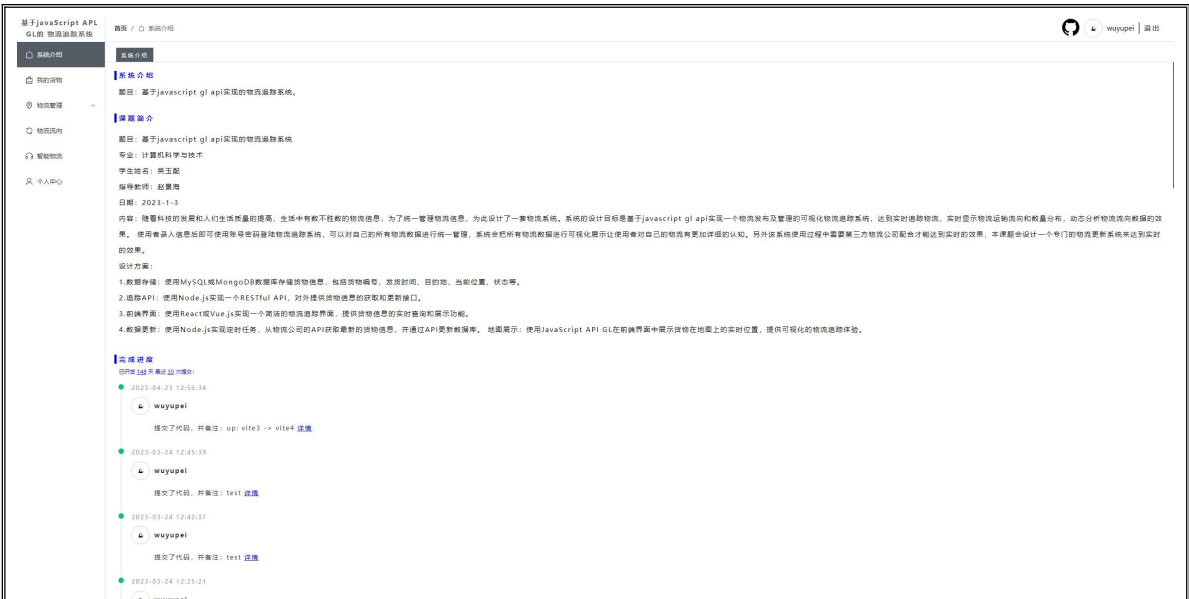 基于javaScript APL
GL的 物流追踪系统
首页 / 系统介绍
wuyupei | 退出
系统介绍
我的货物
物流管理
物流流向
智能物流
个人中心
系统介绍
系统介绍
题目：基于javascript gl api实现的物流追踪系统。
课题简介
题目：基于javascript gl api实现的物流追踪系统
专业：计算机科学与技术
学生姓名：吴玉配
指导教师：赵景海
日期：2023-1-3
内容：随着科技的发展和人们生活质量的提高，生活中有数不胜数的物流信息，为了统一管理物流信息，为此设计了一套物流系统。系统的设计目标是基于javascript gl api实现一个物流发布及管理的可视化物流追踪系统，达到实时追踪物流，实时显示物流运输流向和数量分布，动态分析物流流向数据的效
果。 使用者录入信息后即可使用账号密码登陆物流追踪系统，可以对自己的所有物流数据进行统一管理，系统会把所有物流数据进行可视化展示让使用者对自己的物流有更加详细的认知。另外该系统使用过程中需要第三方物流公司配合才能达到实时的效果，本课题会设计一个专门的物流更新系统来达到实时
的效果。
设计方案：
1.数据存储：使用MySQL或MongoDB数据库存储货物信息，包括货物编号、发货时间、目的地、当前位置、状态等。
2.追踪API：使用Node.js实现一个RESTful API，对外提供货物信息的获取和更新接口。
3.前端界面：使用React或Vue.js实现一个简洁的物流追踪界面，提供货物信息的实时查询和展示功能。
4.数据更新：使用Node.js实现定时任务，从物流公司的API获取最新的货物信息，并通过API更新数据库。 地图展示：使用JavaScript API GL在前端界面中展示货物在地图上的实时位置，提供可视化的物流追踪体验。
完成进度
已开发 148 天 最近 30 次提交：
2023-04-23 12:56:34
wuyupei
提交了代码，并备注：up: vite3 -> vite4 详情
2023-03-24 12:45:39
wuyupei
提交了代码，并备注：test 详情
2023-03-24 12:42:37
wuyupei
提交了代码，并备注：test 详情
2023-03-24 12:25:21